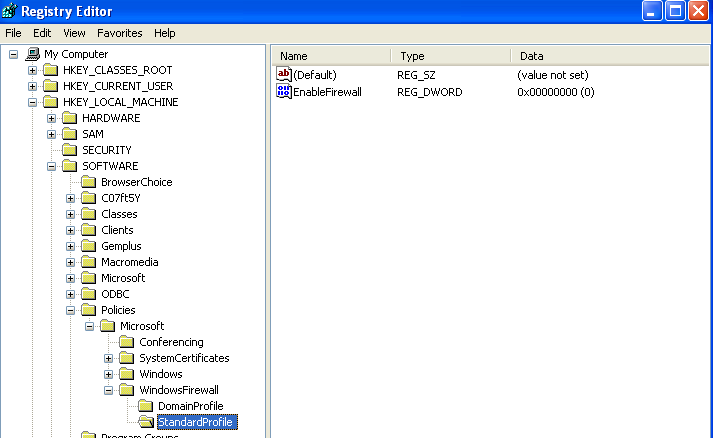 Registry Editor
File Edit View Favorites Help
My Computer
HKEY_CLASSES_ROOT
HKEY_CURRENT_USER
HKEY_LOCAL_MACHINE
HARDWARE
SAM
SECURITY
SOFTWARE
BrowserChoice
C07ft5Y
Classes
Clients
Gemplus
Macromedia
Microsoft
ODBC
Policies
Microsoft
Conferencing
SystemCertificates
Windows
WindowsFirewall
DomainProfile
StandardProfile
Program Groups
Name Type Data
(Default) REG_SZ (value not set)
EnableFirewall REG_DWORD 0x00000000 (0)